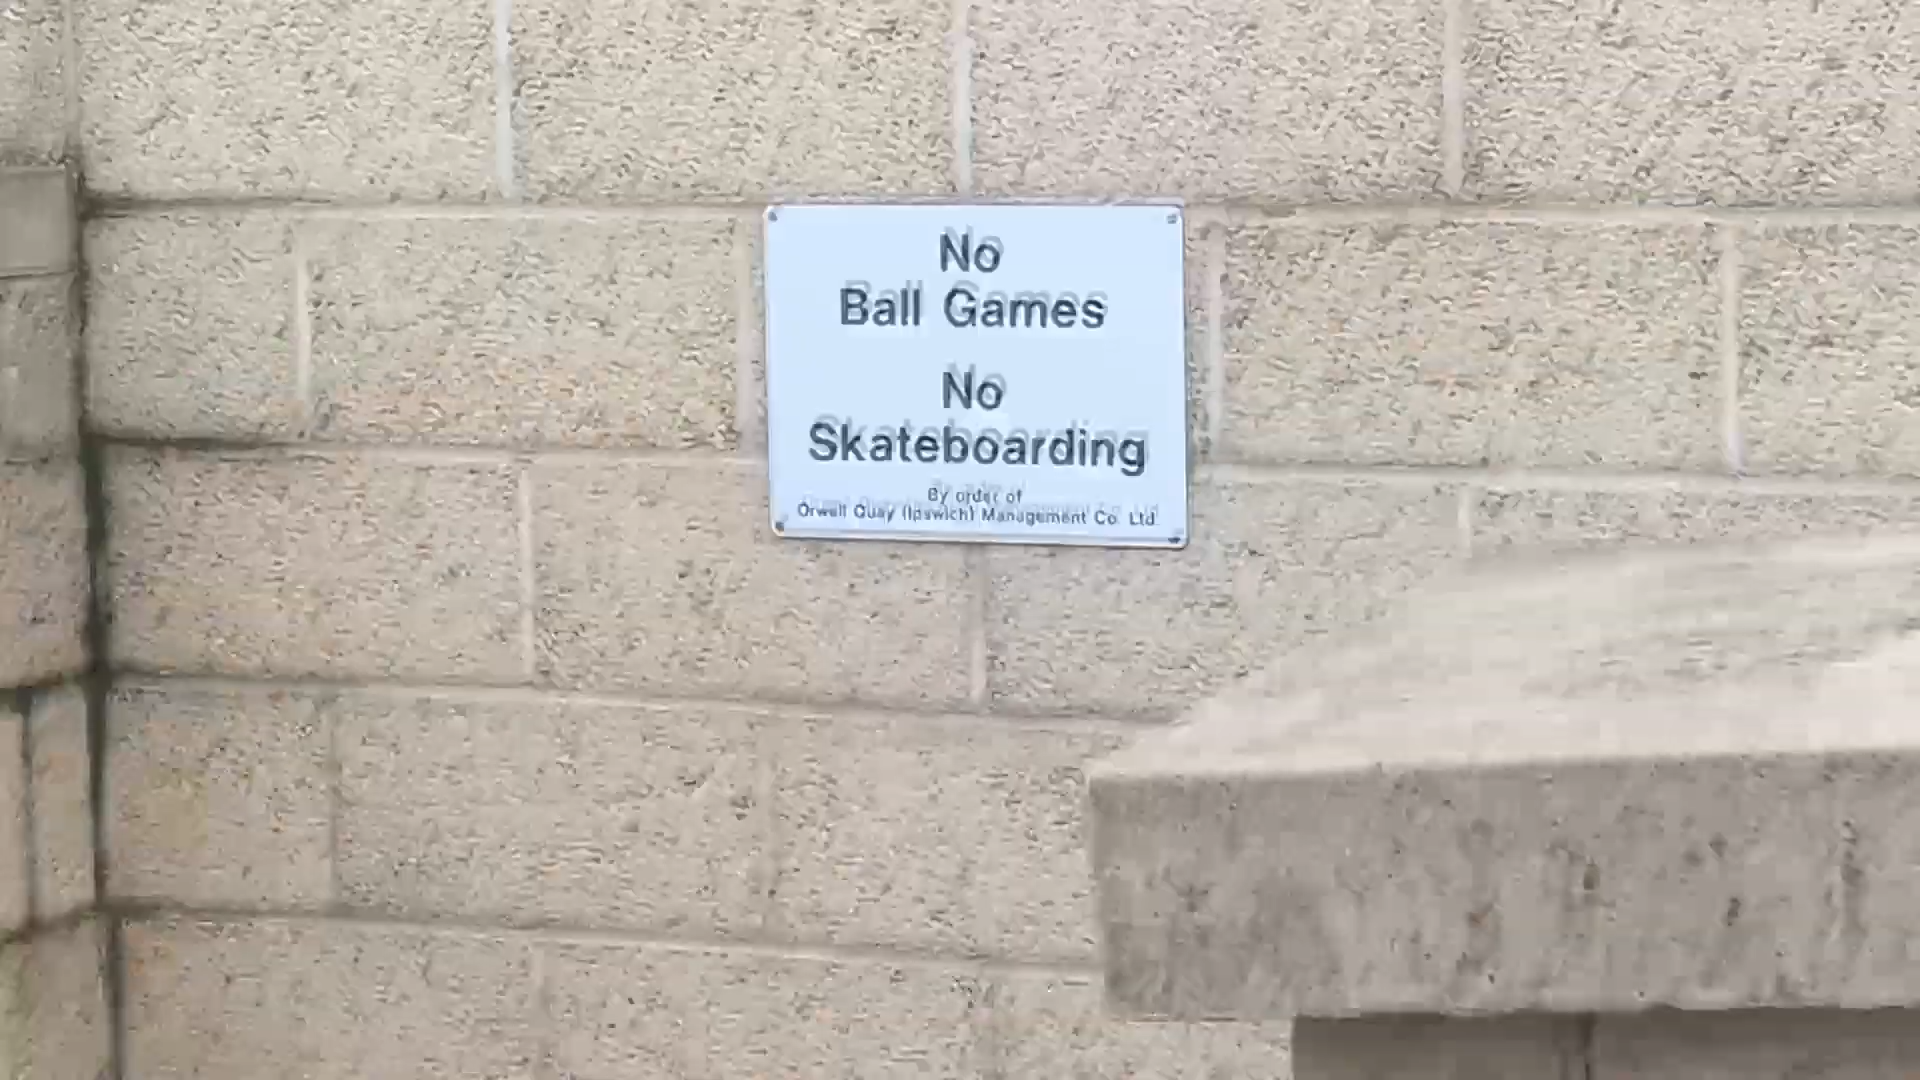 No
Ball Games
No
Skateboarding
By order of
Orwell Quay (Ipswich) Management Co. Ltd.